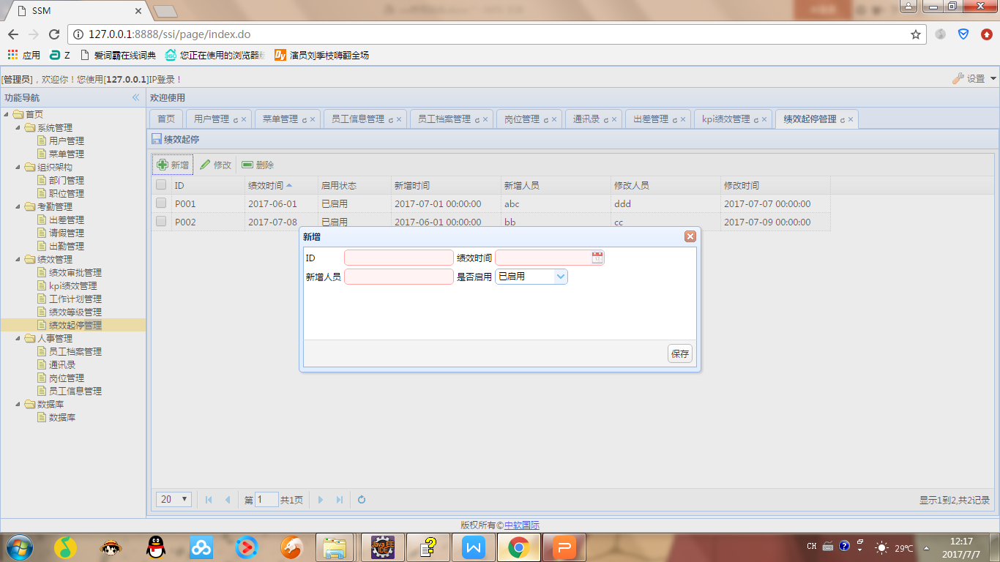 SSM
127.0.0.1:8888/ssi/page/index.do
应用 Z 爱词霸在线词典 您正在使用的浏览器版 演员刘季枝嗨翻全场
[管理员]，欢迎你！您使用[127.0.0.1]IP登录！ 设置
功能导航
首页
系统管理
用户管理
菜单管理
组织架构
部门管理
职位管理
考勤管理
出差管理
请假管理
出勤管理
绩效管理
绩效审批管理
kpi绩效管理
工作计划管理
绩效等级管理
绩效起停管理
人事管理
员工档案管理
通讯录
岗位管理
员工信息管理
数据库
数据库
欢迎使用
首页 用户管理 菜单管理 员工信息管理 员工档案管理 岗位管理 通讯录 出差管理 kpi绩效管理 绩效起停管理
绩效起停
新增 修改 删除
ID 绩效时间 启用状态 新增时间 新增人员 修改人员 修改时间
P001 2017-06-01 已启用 2017-07-01 00:00:00 abc ddd 2017-07-07 00:00:00
P002 2017-07-08 已启用 2017-06-01 00:00:00 bb cc 2017-07-09 00:00:00
新增
ID 绩效时间
新增人员 是否启用 已启用
保存
20 第 1 共1页 显示1到2,共2记录
版权所有©中软国际
Java EE IDE
CH 29℃ 12:17
2017/7/7